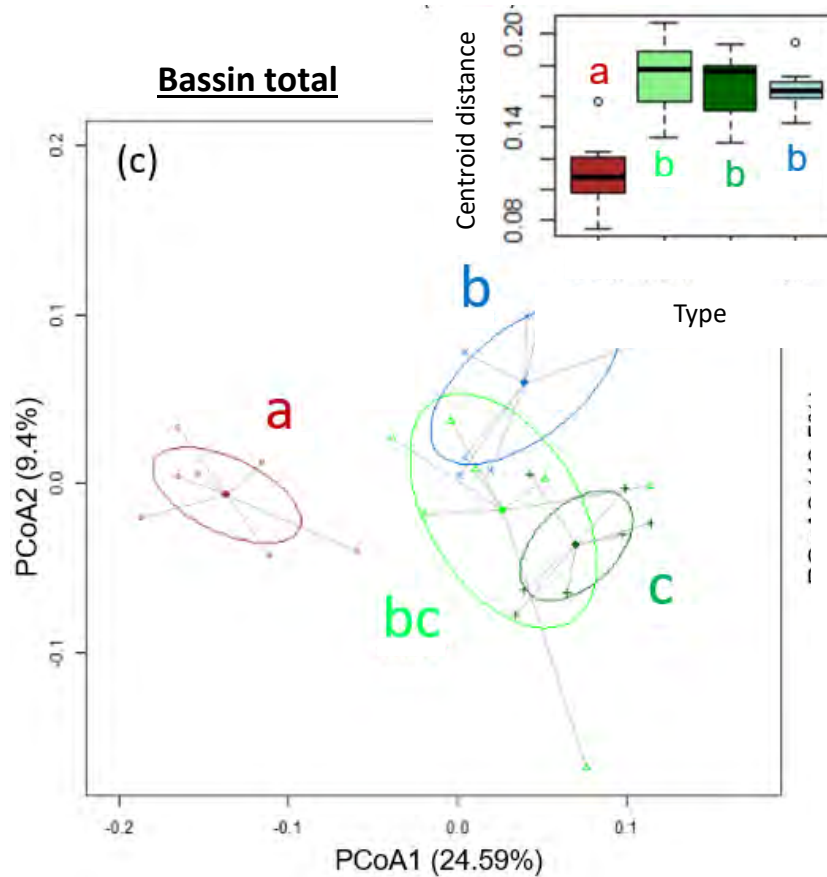 Bassin total
(c)
Centroid distance
0.20
0.14
0.08
a
b
b
b
Type
b
a
bc
c
0.2
0.1
0.0
-0.1
PCoA2 (9.4%)
-0.2
-0.1
0.0
0.1
PCoA1 (24.59%)